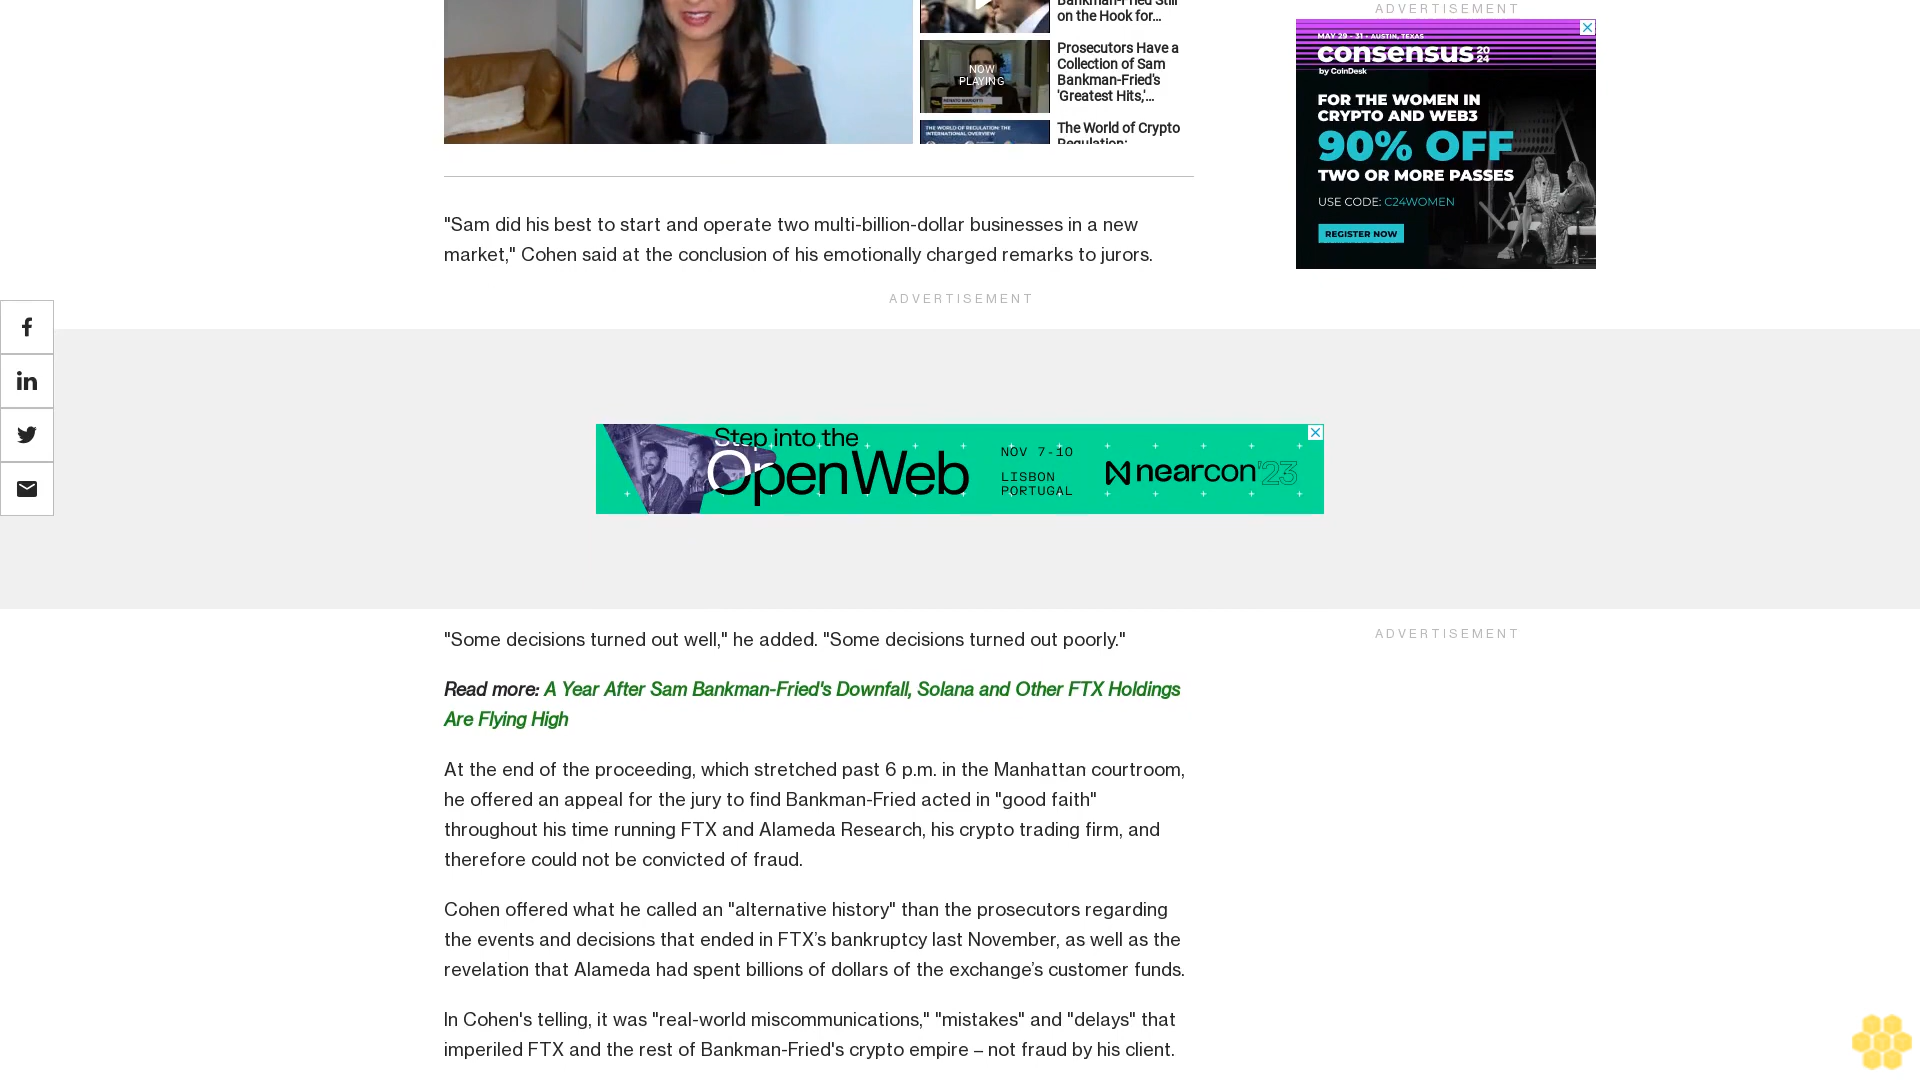 ADVERTISEMENT
Bankman-Fried Still
on the Hook for...
Prosecutors Have a
Collection of Sam
Bankman-Fried's
'Greatest Hits,'...
NOW
PLAYING
RENATO MARIOTTI
The World of Crypto
Regulation:
THE WORLD OF REGULATION: THE
INTERNATIONAL OVERVIEW
MAY 29 - 31 • AUSTIN, TEXAS
consensus 2024
by CoinDesk
FOR THE WOMEN IN
CRYPTO AND WEB3
90% OFF
TWO OR MORE PASSES
USE CODE: C24WOMEN
REGISTER NOW
"Sam did his best to start and operate two multi-billion-dollar businesses in a new
market," Cohen said at the conclusion of his emotionally charged remarks to jurors.
ADVERTISEMENT
Step into the
OpenWeb
NOV 7-10
LISBON
PORTUGAL
nearcon'23
"Some decisions turned out well," he added. "Some decisions turned out poorly."
ADVERTISEMENT
Read more: A Year After Sam Bankman-Fried's Downfall, Solana and Other FTX Holdings
Are Flying High
At the end of the proceeding, which stretched past 6 p.m. in the Manhattan courtroom,
he offered an appeal for the jury to find Bankman-Fried acted in "good faith"
throughout his time running FTX and Alameda Research, his crypto trading firm, and
therefore could not be convicted of fraud.
Cohen offered what he called an "alternative history" than the prosecutors regarding
the events and decisions that ended in FTX’s bankruptcy last November, as well as the
revelation that Alameda had spent billions of dollars of the exchange’s customer funds.
In Cohen's telling, it was "real-world miscommunications," "mistakes" and "delays" that
imperiled FTX and the rest of Bankman-Fried's crypto empire – not fraud by his client.